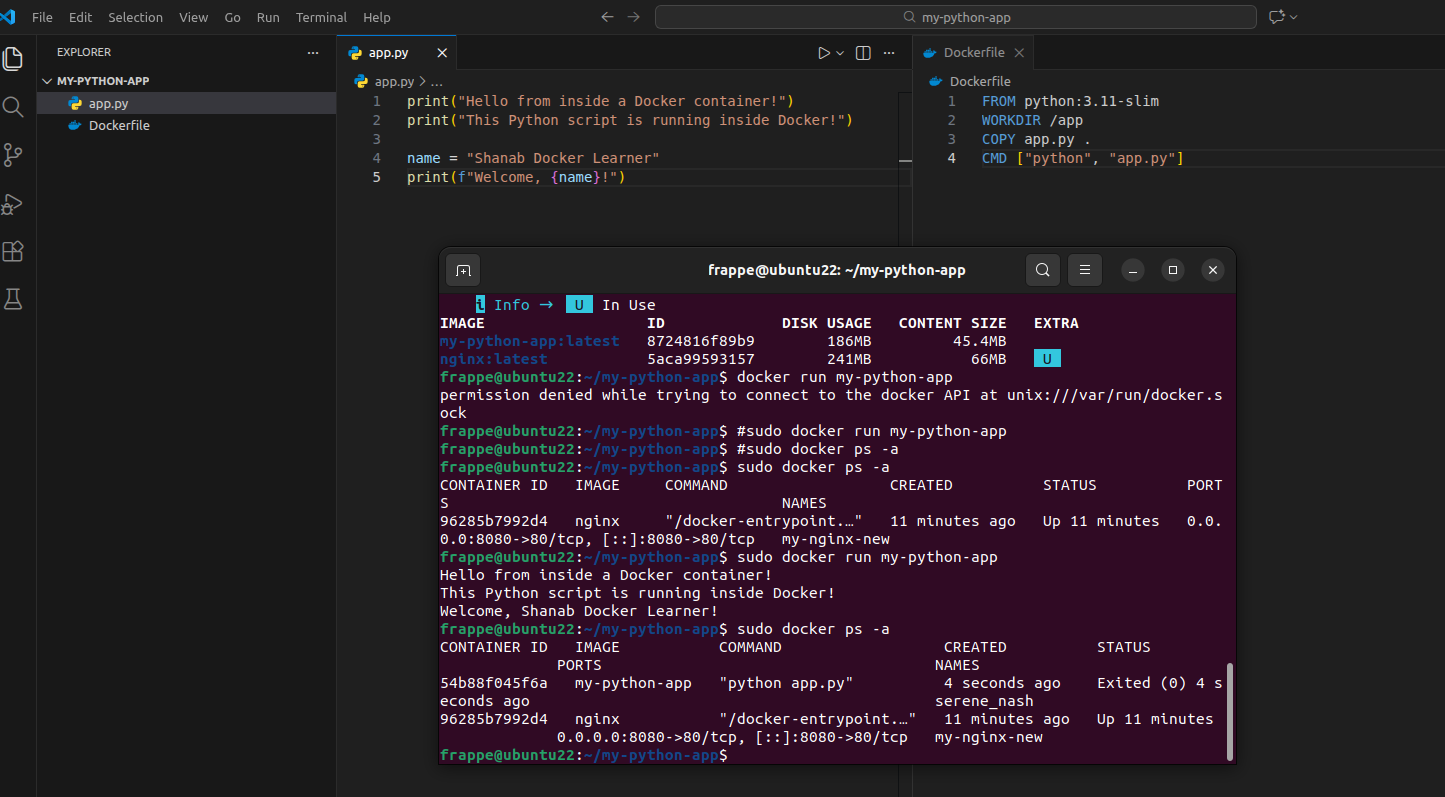 File Edit Selection View Go Run Terminal Help
my-python-app
EXPLORER
MY-PYTHON-APP
app.py
Dockerfile
app.py
app.py > ...
1 print("Hello from inside a Docker container!")
2 print("This Python script is running inside Docker!")
3
4 name = "Shanab Docker Learner"
5 print(f"Welcome, {name}!")
Dockerfile
Dockerfile
1 FROM python:3.11-slim
2 WORKDIR /app
3 COPY app.py .
4 CMD ["python", "app.py"]
frappe@ubuntu22: ~/my-python-app
i Info → U In Use
IMAGE ID DISK USAGE CONTENT SIZE EXTRA
my-python-app:latest 8724816f89b9 186MB 45.4MB
nginx:latest 5aca99593157 241MB 66MB U
frappe@ubuntu22:~/my-python-app$ docker run my-python-app
permission denied while trying to connect to the docker API at unix:///var/run/docker.s
ock
frappe@ubuntu22:~/my-python-app$ #sudo docker run my-python-app
frappe@ubuntu22:~/my-python-app$ #sudo docker ps -a
frappe@ubuntu22:~/my-python-app$ sudo docker ps -a
CONTAINER ID IMAGE COMMAND CREATED STATUS PORT
S NAMES
96285b7992d4 nginx "/docker-entrypoint.…" 11 minutes ago Up 11 minutes 0.0.
0.0:8080->80/tcp, [::]:8080->80/tcp my-nginx-new
frappe@ubuntu22:~/my-python-app$ sudo docker run my-python-app
Hello from inside a Docker container!
This Python script is running inside Docker!
Welcome, Shanab Docker Learner!
frappe@ubuntu22:~/my-python-app$ sudo docker ps -a
CONTAINER ID IMAGE COMMAND CREATED STATUS
PORTS NAMES
54b88f045f6a my-python-app "python app.py" 4 seconds ago Exited (0) 4 s
econds ago serene_nash
96285b7992d4 nginx "/docker-entrypoint.…" 11 minutes ago Up 11 minutes
0.0.0.0:8080->80/tcp, [::]:8080->80/tcp my-nginx-new
frappe@ubuntu22:~/my-python-app$